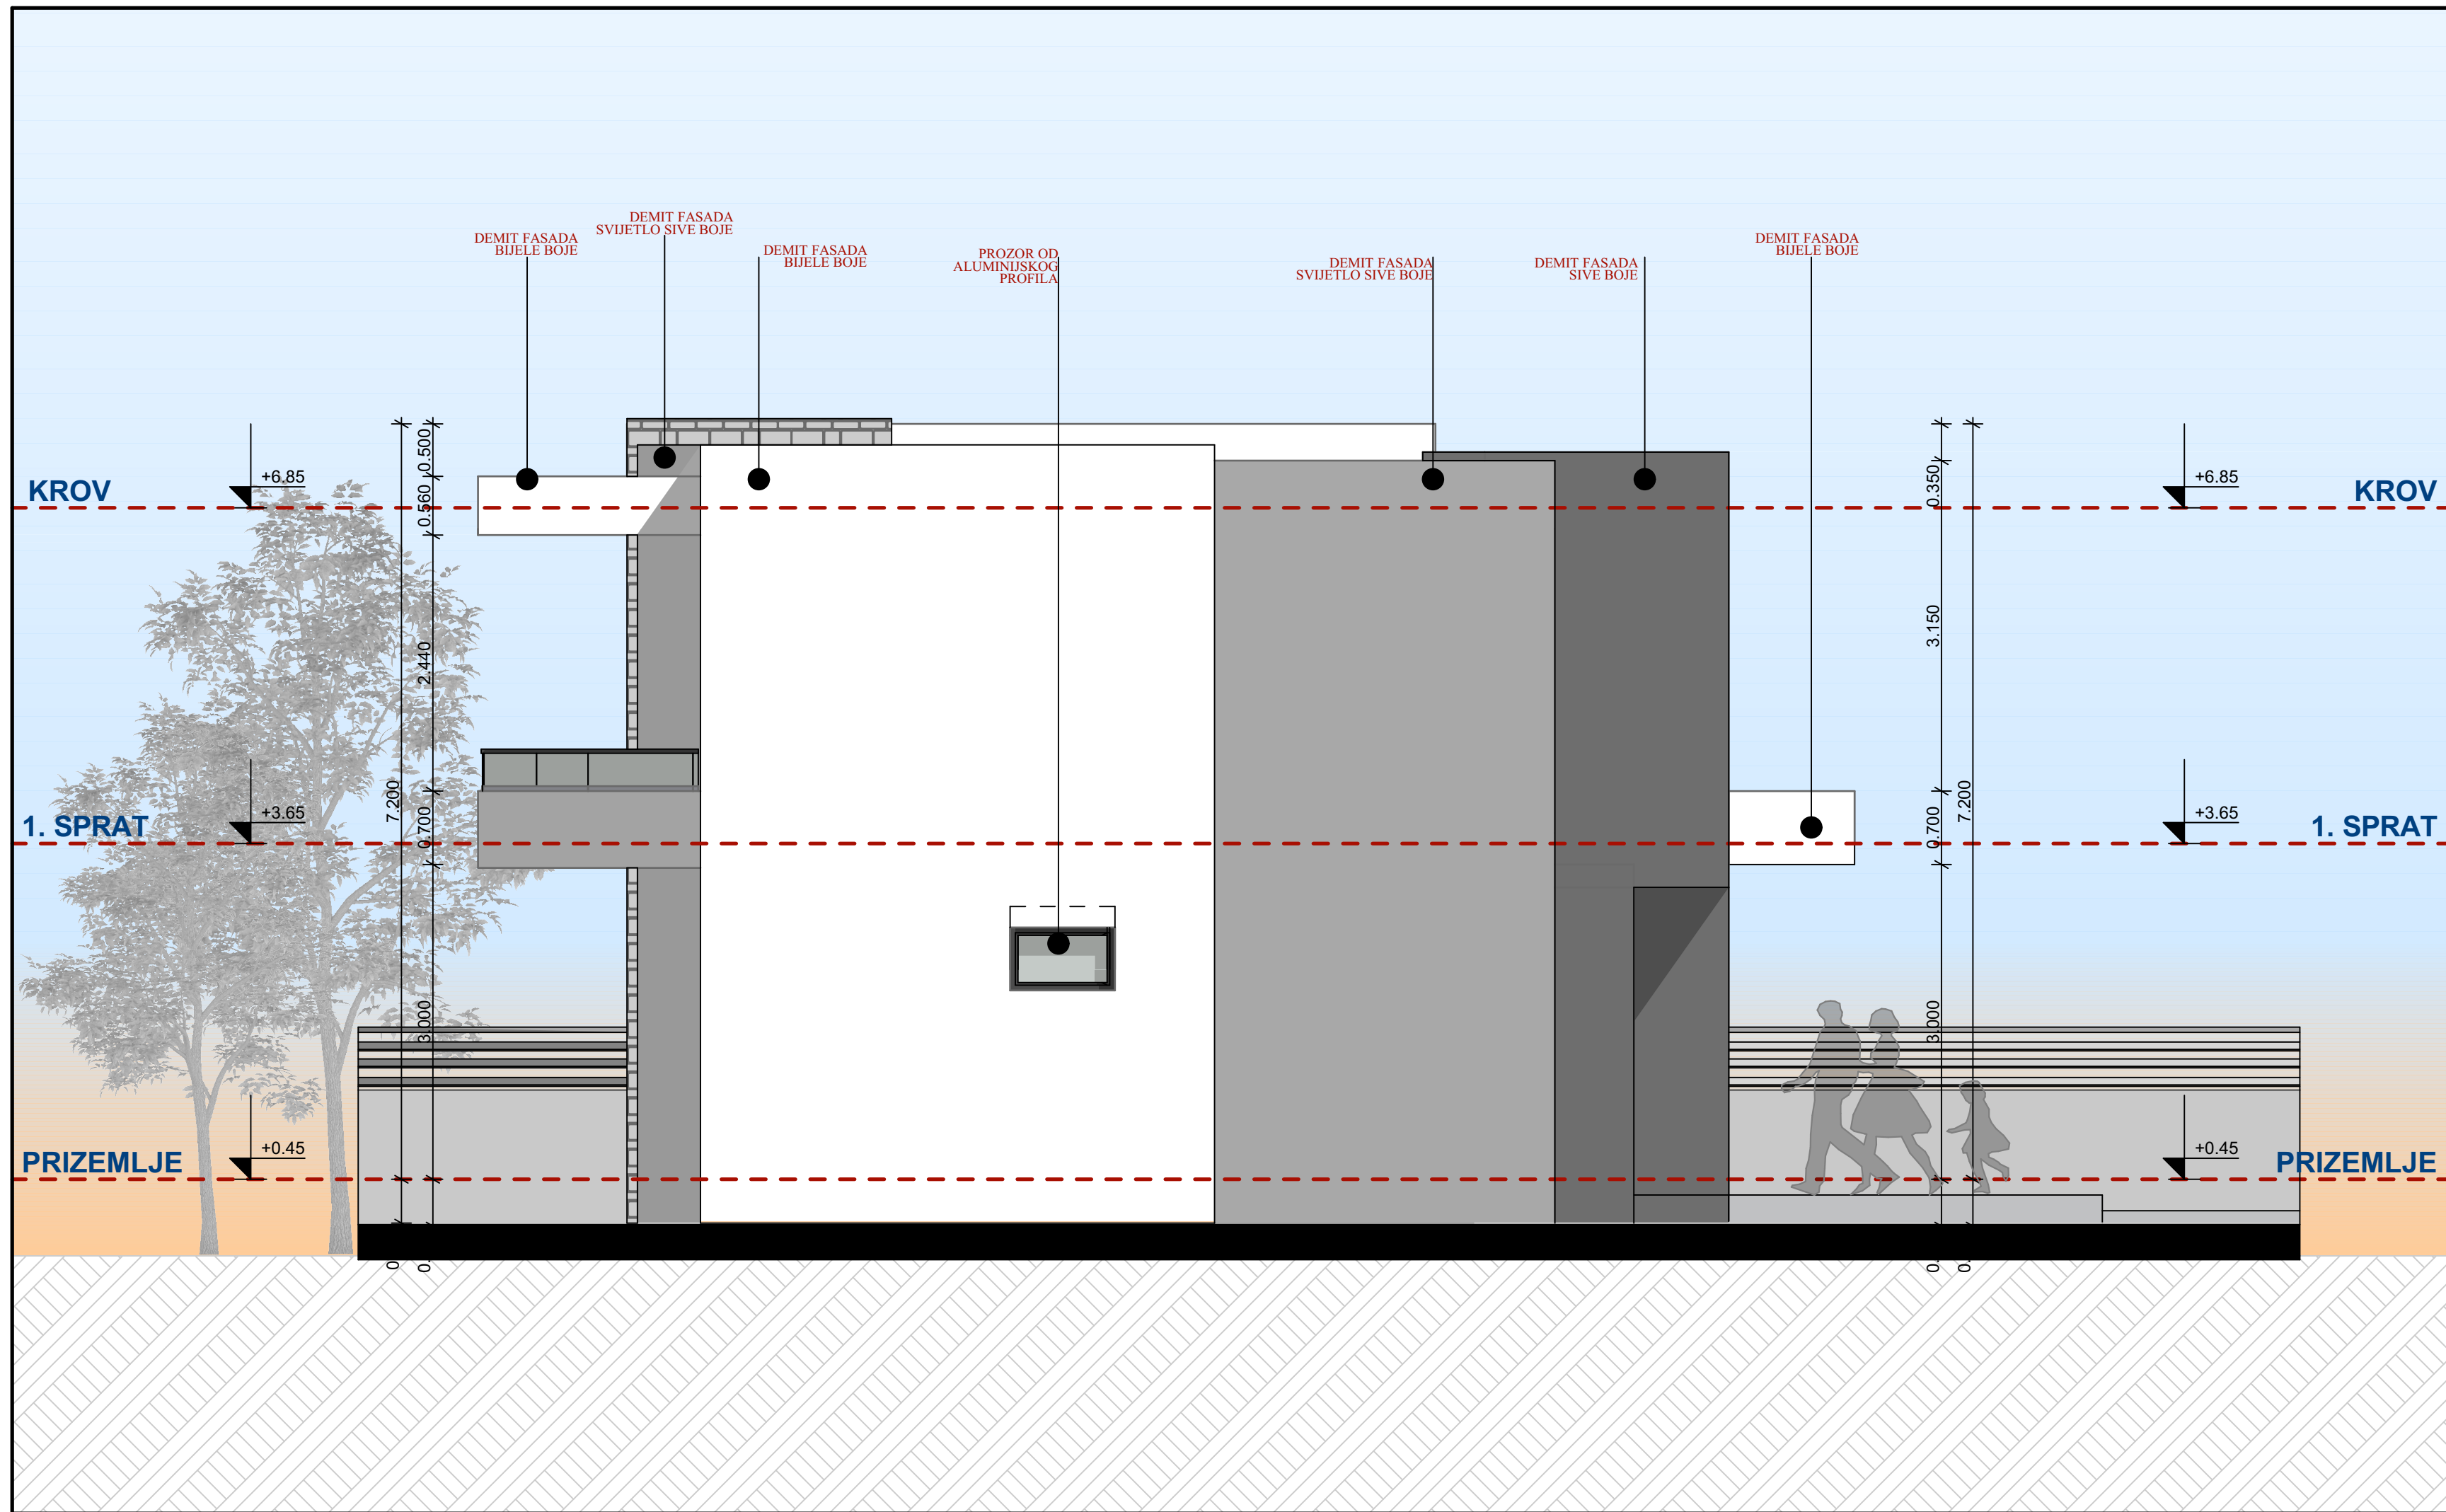 DEMIT FASADA
SVIJETLO SIVE BOJE
DEMIT FASADA
BIJELE BOJE
DEMIT FASADA
BIJELE BOJE
PROZOR OD
ALUMINIJSKOG
PROFILA
DEMIT FASADA
SVIJETLO SIVE BOJE
DEMIT FASADA
SIVE BOJE
DEMIT FASADA
BIJELE BOJE
KROV
+6.85
0.500
0.560
2.440
7.200
0.700
3.000
0.350
3.150
0.700
7.200
3.000
+6.85
KROV
1. SPRAT
+3.65
+3.65
1. SPRAT
PRIZEMLJE
+0.45
+0.45
PRIZEMLJE
0
0.
0.
0.